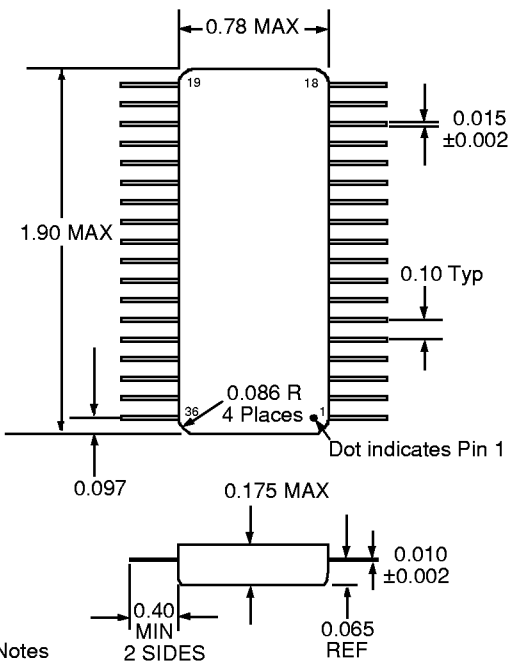 0.78 MAX
19
18
0.015
±0.002
1.90 MAX
0.10 Typ
0.086 R
4 Places
36
1
Dot indicates Pin 1
0.097
0.175 MAX
0.010
±0.002
0.40
MIN
2 SIDES
0.065
REF
Notes